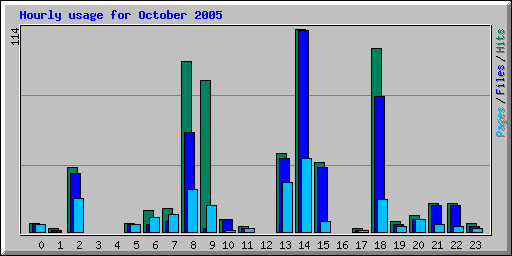 Hourly usage for October 2005
114
Pages / Files / Hits
0 1 2 3 4 5 6 7 8 9 10 11 12 13 14 15 16 17 18 19 20 21 22 23